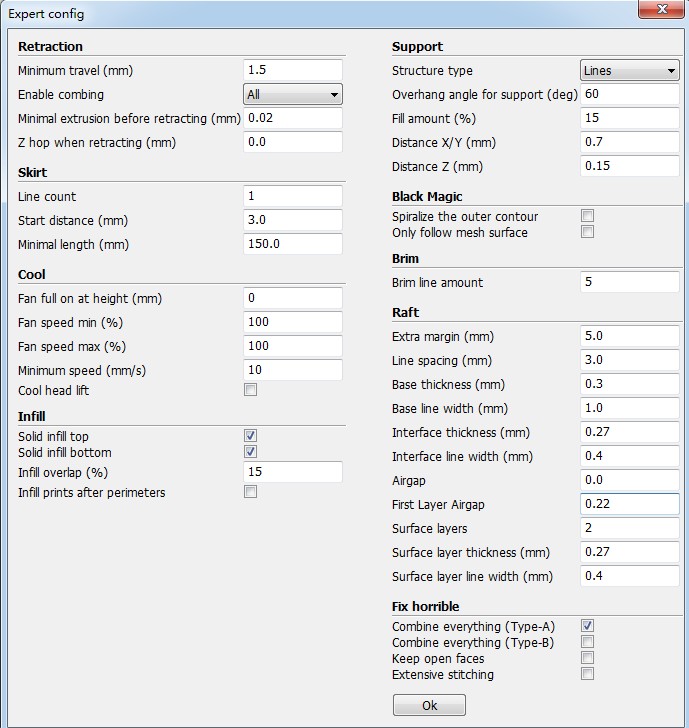 Expert config
Retraction
Minimum travel (mm) 1.5
Enable combing All
Minimal extrusion before retracting (mm) 0.02
Z hop when retracting (mm) 0.0
Skirt
Line count 1
Start distance (mm) 3.0
Minimal length (mm) 150.0
Cool
Fan full on at height (mm) 0
Fan speed min (%) 100
Fan speed max (%) 100
Minimum speed (mm/s) 10
Cool head lift
Infill
Solid infill top
Solid infill bottom
Infill overlap (%) 15
Infill prints after perimeters
Support
Structure type Lines
Overhang angle for support (deg) 60
Fill amount (%) 15
Distance X/Y (mm) 0.7
Distance Z (mm) 0.15
Black Magic
Spiralize the outer contour
Only follow mesh surface
Brim
Brim line amount 5
Raft
Extra margin (mm) 5.0
Line spacing (mm) 3.0
Base thickness (mm) 0.3
Base line width (mm) 1.0
Interface thickness (mm) 0.27
Interface line width (mm) 0.4
Airgap 0.0
First Layer Airgap 0.22
Surface layers 2
Surface layer thickness (mm) 0.27
Surface layer line width (mm) 0.4
Fix horrible
Combine everything (Type-A)
Combine everything (Type-B)
Keep open faces
Extensive stitching
Ok